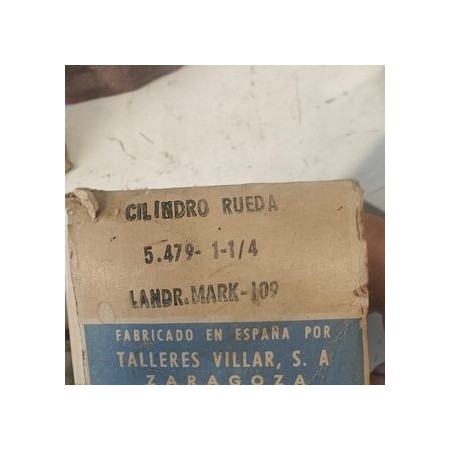 CILINDRO RUEDA
5.479- 1-1/4
LANDR.MARK-109
FABRICADO EN ESPAÑA POR
TALLERES VILLAR, S. A
ZARAGOZA